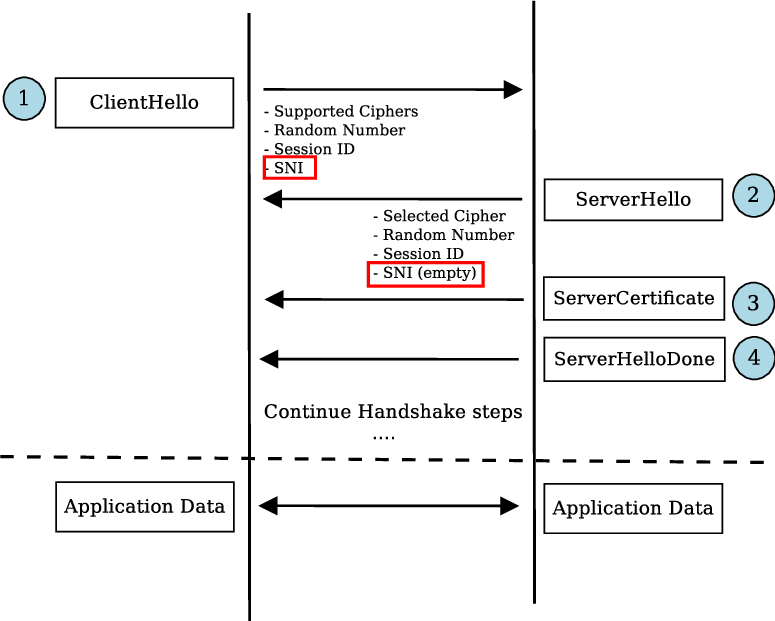 1
ClientHello
- Supported Ciphers
- Random Number
- Session ID
- SNI
ServerHello
2
- Selected Cipher
- Random Number
- Session ID
- SNI (empty)
ServerCertificate
3
ServerHelloDone
4
Continue Handshake steps
....
Application Data
Application Data